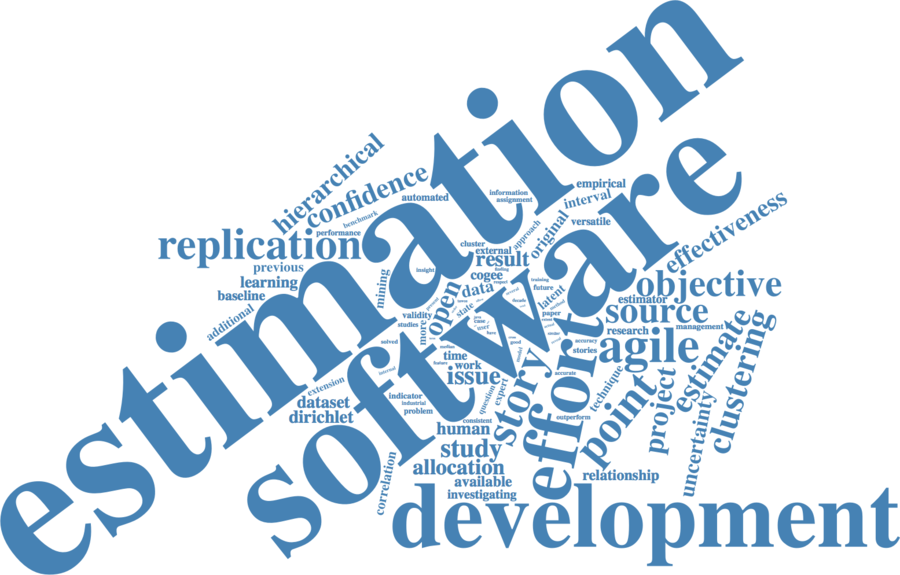 estimation
software
development
effort
hierarchical
confidence
automated
information
assignment
empirical
interval
benchmark
performance
replication
original
versatile
approach
effectiveness
cluster
external
result
previous
learning
baseline
mining
insight
cogee
finding
training
future
objective
additional
open
data
state
latent
estimator
source
paper
validity
studies
more
research
management
case
user
solved
agile
accuracy
stories
estimate
clustering
time
work
issue
good
story
accurate
extension
internal
dataset
dirichlet
indicator
industrial
problem
question
expert
technique
point
project
uncertainty
consistent
outperform
human
study
correlation
allocation
available
investigating
relationship